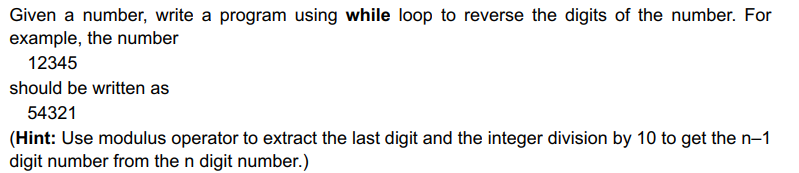 Given a number, write a program using while loop to reverse the digits of the number. For
example, the number
12345
should be written as
54321
(Hint: Use modulus operator to extract the last digit and the integer division by 10 to get the n–1
digit number from the n digit number.)